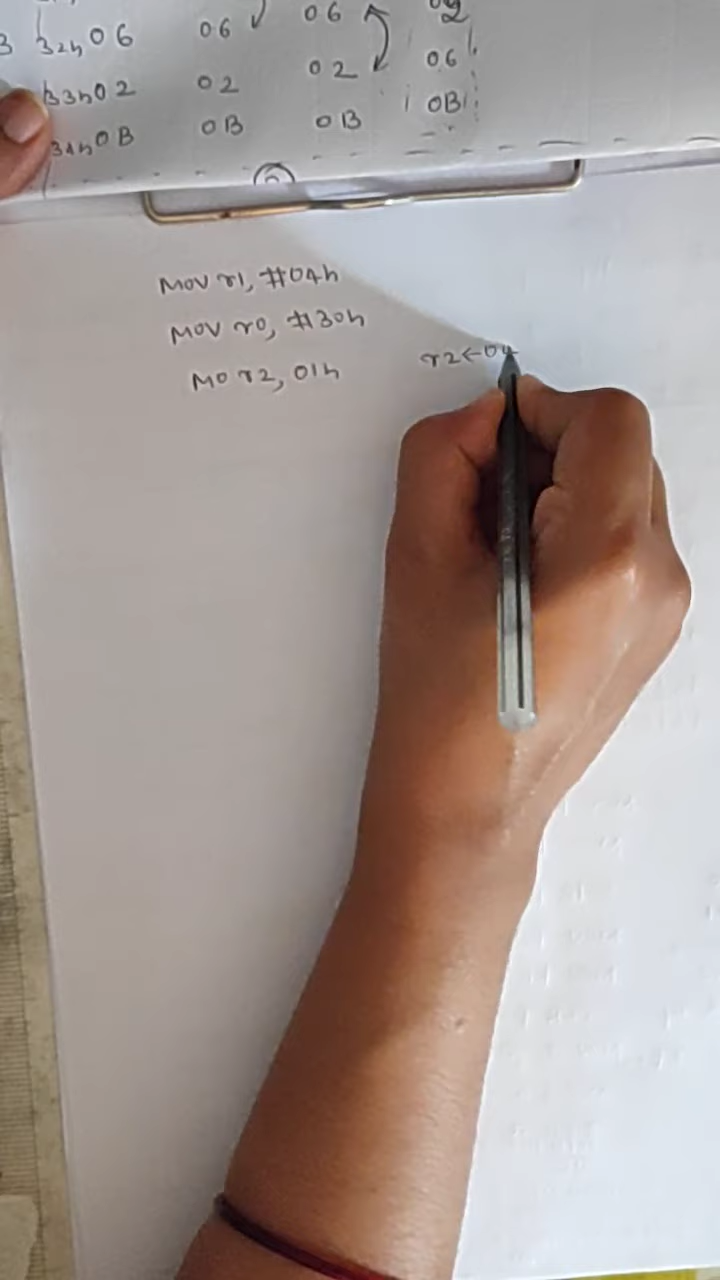 02
3 32h 06 06 06 06
33h 02 02 02
34h 0B 0B 0B 0B
Mov r1, #04h
Mov r0, #30h
Mo r2, 01h r2←04